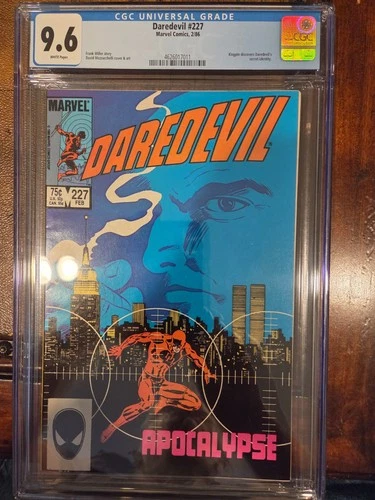 CGC UNIVERSAL GRADE
9.6
WHITE Pages
Daredevil #227
Marvel Comics, 2/86
4626017011
Frank Miller story
David Mazzucchelli cover & art
Kingpin discovers Daredevil's
secret identity.
CGC
MARVEL
DAREDEVIL
75¢
227
FEB
APOCALYPSE